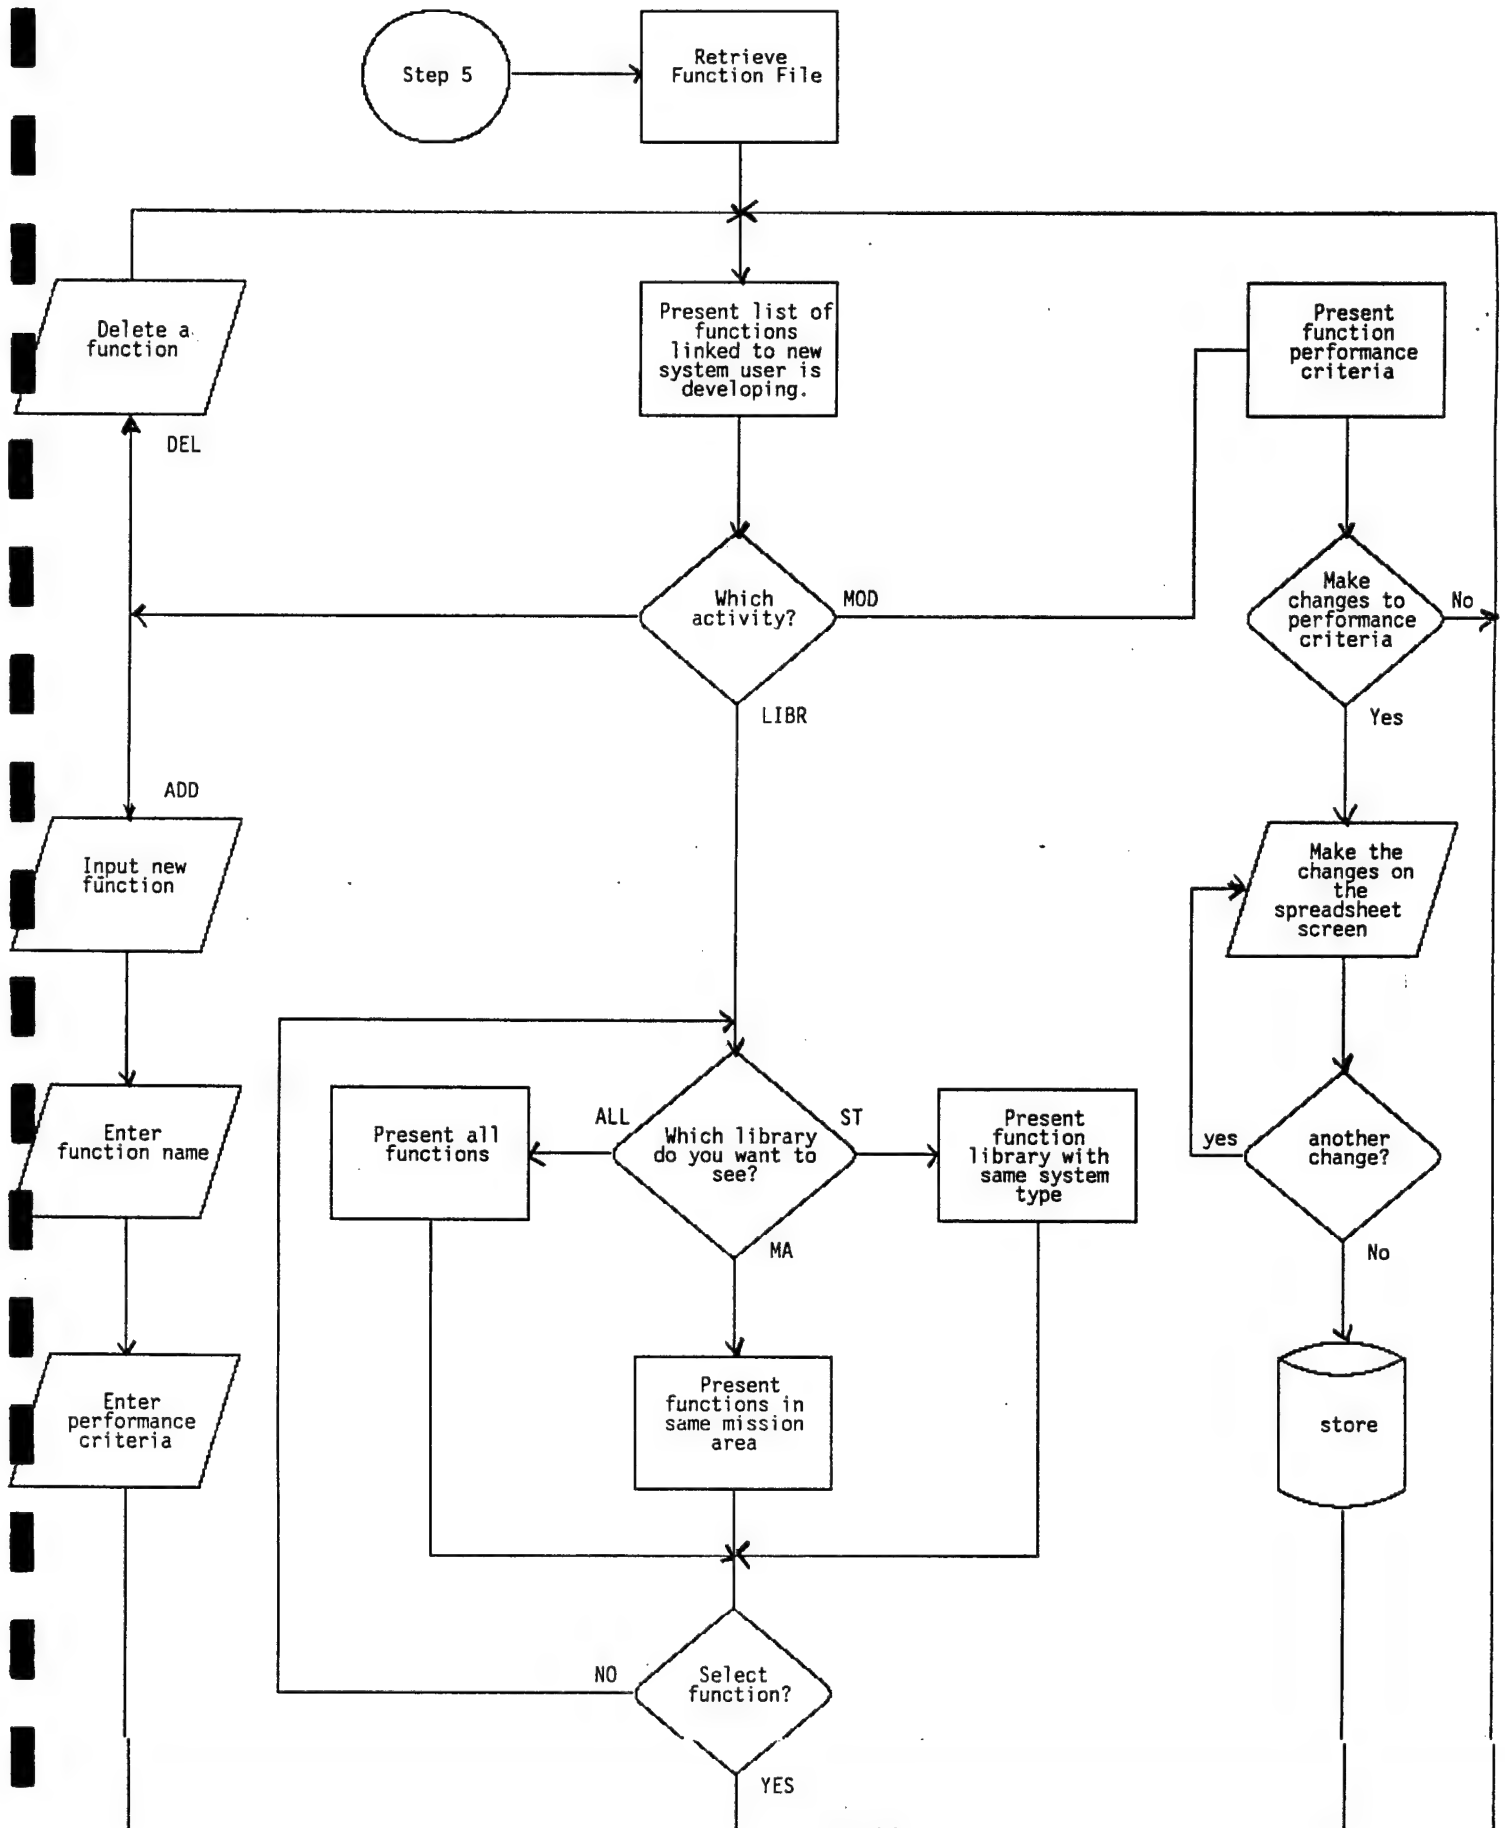 Step 5
Retrieve
Function File
Delete a
function
DEL
Present list of
functions
linked to new
system user is
developing.
Present
function
performance
criteria
Which
activity?
MOD
LIBR
Make
changes to
performance
criteria
No
Yes
ADD
Input new
function
Make the
changes on
the
spreadsheet
screen
Enter
function name
Present all
functions
ALL
Which library
do you want to
see?
ST
MA
Present
function
library with
same system
type
yes
another
change?
No
Enter
performance
criteria
Present
functions in
same mission
area
store
NO
Select
function?
YES